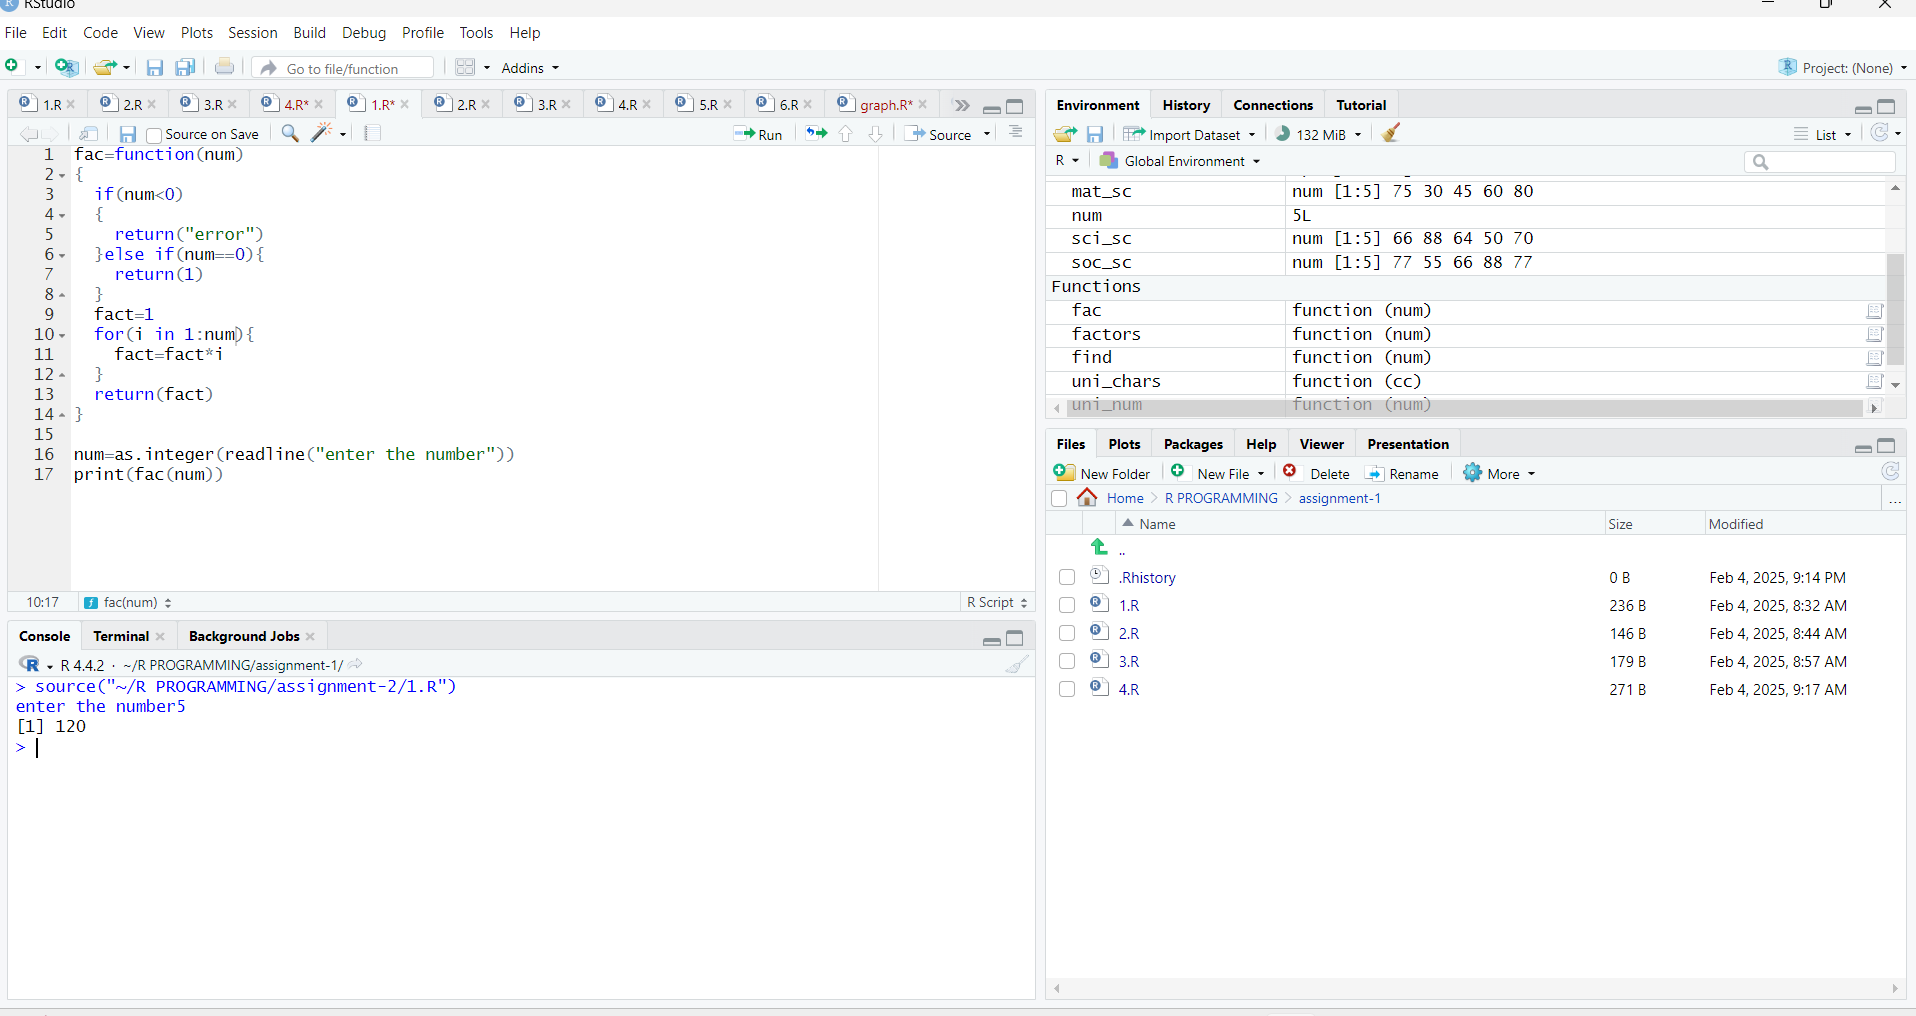 RStudio
File Edit Code View Plots Session Build Debug Profile Tools Help
Go to file/function Addins Project: (None)
1.R 2.R 3.R 4.R* 1.R* 2.R 3.R 4.R 5.R 6.R graph.R*
Source on Save Run Source
1 fac=function(num)
2 {
3   if(num<0)
4   {
5     return("error")
6   }else if(num==0){
7     return(1)
8   }
9   fact=1
10   for(i in 1:num){
11     fact=fact*i
12   }
13   return(fact)
14 }
15
16 num=as.integer(readline("enter the number"))
17 print(fac(num))
10:17 fac(num) R Script
Console Terminal Background Jobs
R 4.4.2 · ~/R PROGRAMMING/assignment-1/
> source("~/R PROGRAMMING/assignment-2/1.R")
enter the number5
[1] 120
>
Environment History Connections Tutorial
Import Dataset 132 MiB List
R Global Environment
mat_sc num [1:5] 75 30 45 60 80
num 5L
sci_sc num [1:5] 66 88 64 50 70
soc_sc num [1:5] 77 55 66 88 77
Functions
fac function (num)
factors function (num)
find function (num)
uni_chars function (cc)
uni_num function (num)
Files Plots Packages Help Viewer Presentation
New Folder New File Delete Rename More
Home R PROGRAMMING assignment-1 ...
Name Size Modified
..
.Rhistory 0 B Feb 4, 2025, 9:14 PM
1.R 236 B Feb 4, 2025, 8:32 AM
2.R 146 B Feb 4, 2025, 8:44 AM
3.R 179 B Feb 4, 2025, 8:57 AM
4.R 271 B Feb 4, 2025, 9:17 AM